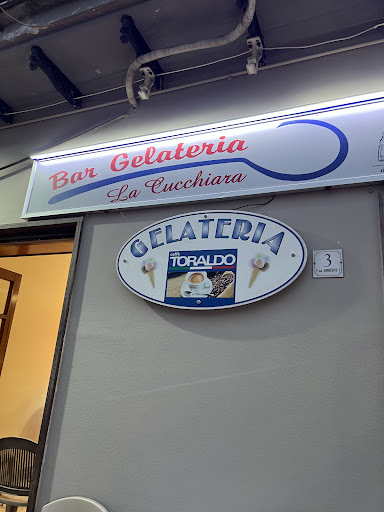 Bar Gelateria
La Cucchiara
GELATERIA
caffè
TORALDO
3